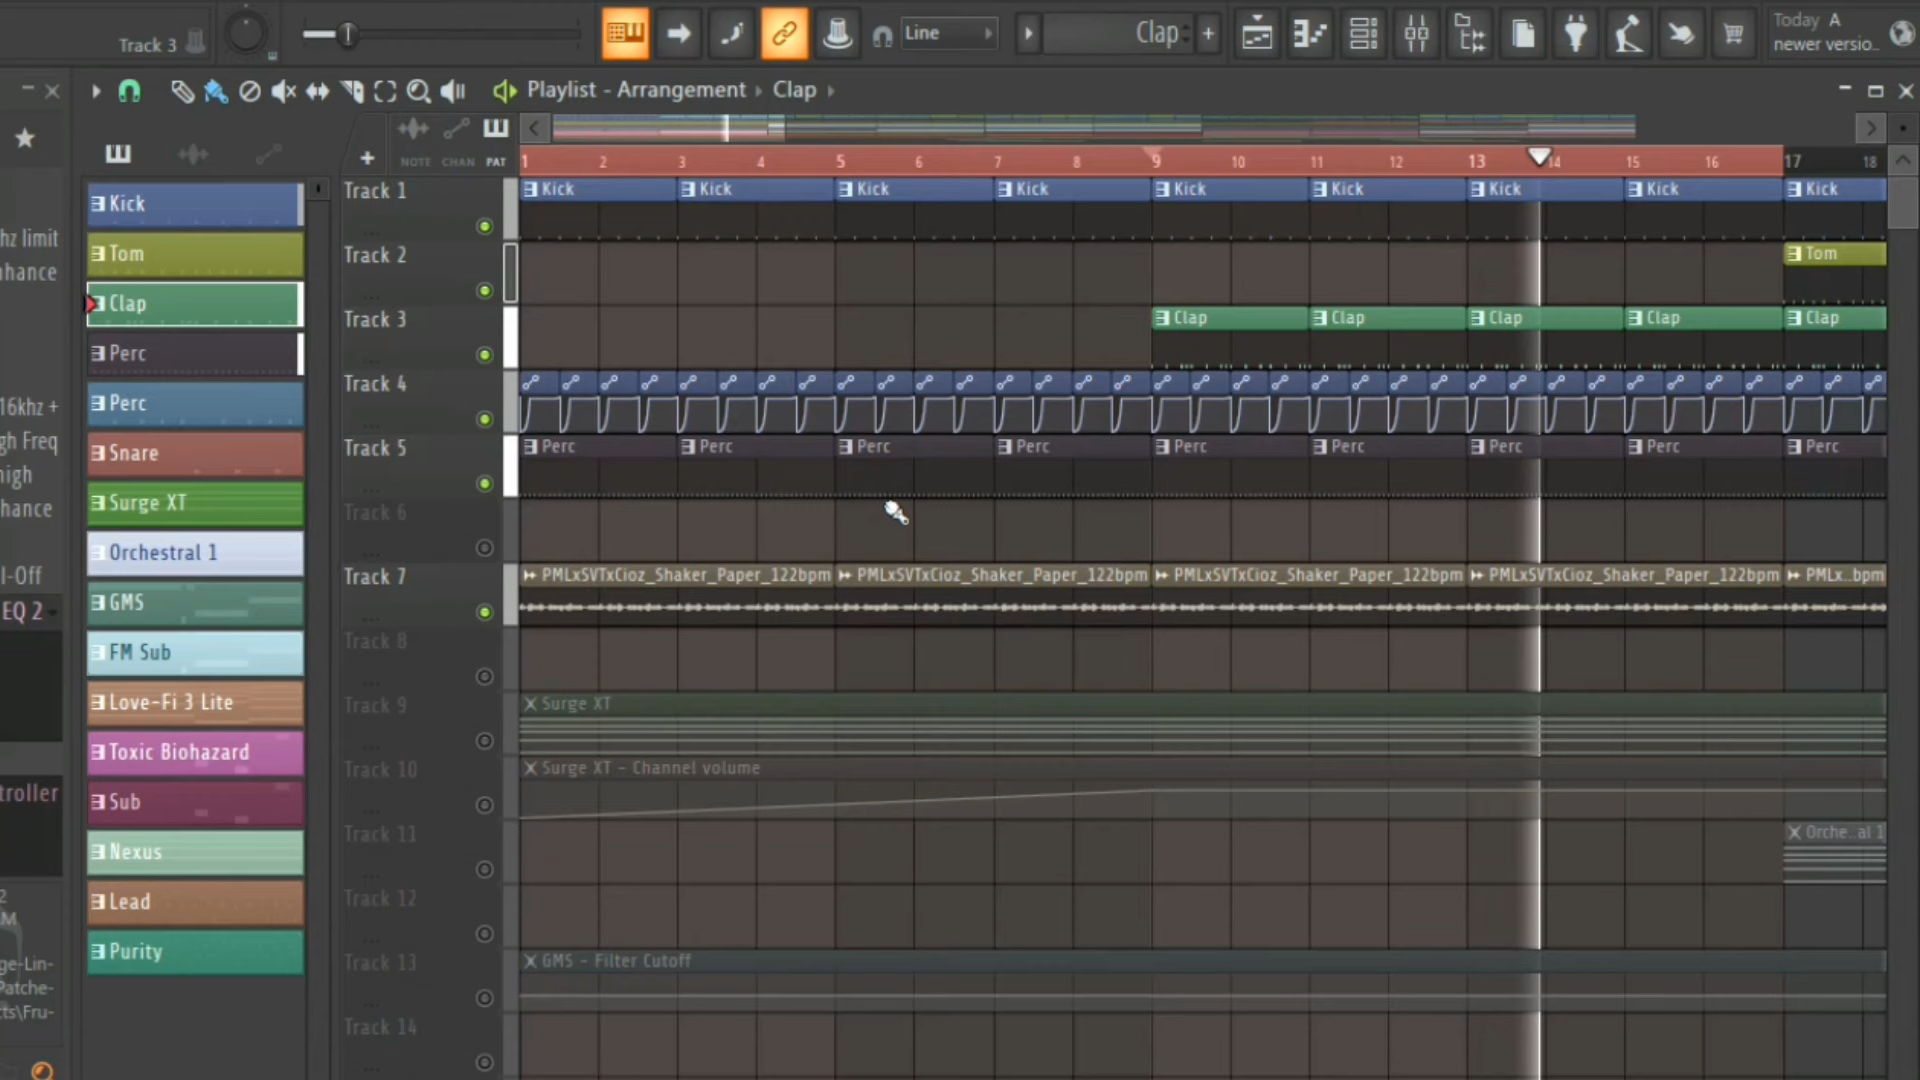 Track 3
Line
Clap
Today A
newer versio..
Playlist - Arrangement Clap
NOTE CHAN PAT
1 2 3 4 5 6 7 8 9 10 11 12 13 14 15 16 17 18
hz limit
nhance
16khz +
gh Freq
high
hance
l-Off
EQ 2
troller
2
M
ge-Lin-
Patche-
ts\Fru-
Kick
Tom
Clap
Perc
Perc
Snare
Surge XT
Orchestral 1
GMS
FM Sub
Love-Fi 3 Lite
Toxic Biohazard
Sub
Nexus
Lead
Purity
Track 1 Kick Kick Kick Kick Kick Kick Kick Kick Kick
Track 2 Tom
Track 3 Clap Clap Clap Clap Clap
Track 4
Track 5 Perc Perc Perc Perc Perc Perc Perc Perc Perc
Track 6
Track 7 PMLxSVTxCioz_Shaker_Paper_122bpm PMLxSVTxCioz_Shaker_Paper_122bpm PMLxSVTxCioz_Shaker_Paper_122bpm PMLxSVTxCioz_Shaker_Paper_122bpm PMLx..bpm
Track 8
Track 9 Surge XT
Track 10 Surge XT - Channel volume
Track 11 Orche..al 1
Track 12
Track 13 GMS - Filter Cutoff
Track 14